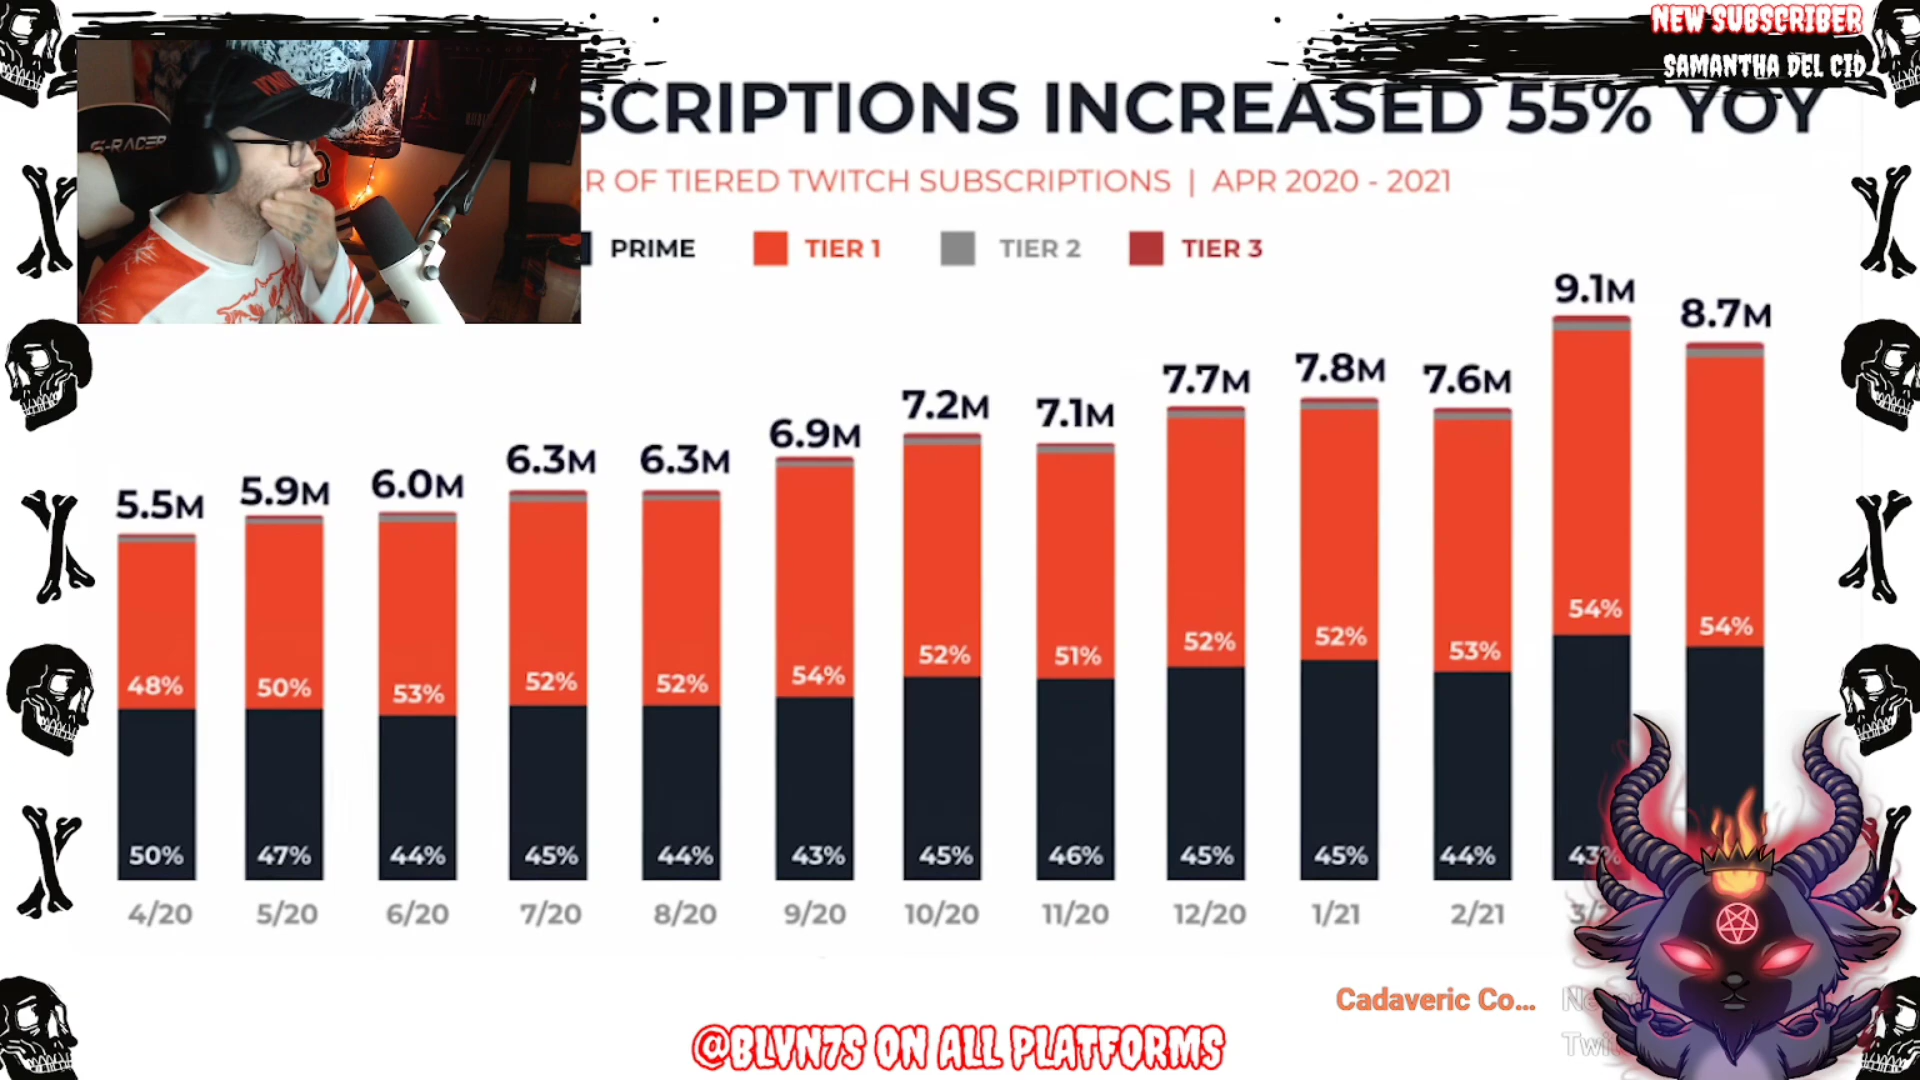 NEW SUBSCRIBER
SAMANTHA DEL CID
SCRIPTIONS INCREASED 55% YOY
R OF TIERED TWITCH SUBSCRIPTIONS | APR 2020 - 2021
PRIME TIER 1 TIER 2 TIER 3
S-RACER
5.5M 5.9M 6.0M 6.3M 6.3M 6.9M 7.2M 7.1M 7.7M 7.8M 7.6M 9.1M 8.7M
48% 50% 53% 52% 52% 54% 52% 51% 52% 52% 53% 54% 54%
50% 47% 44% 45% 44% 43% 45% 46% 45% 45% 44% 43%
4/20 5/20 6/20 7/20 8/20 9/20 10/20 11/20 12/20 1/21 2/21
Cadaveric Co...
@BLVN7S ON ALL PLATFORMS